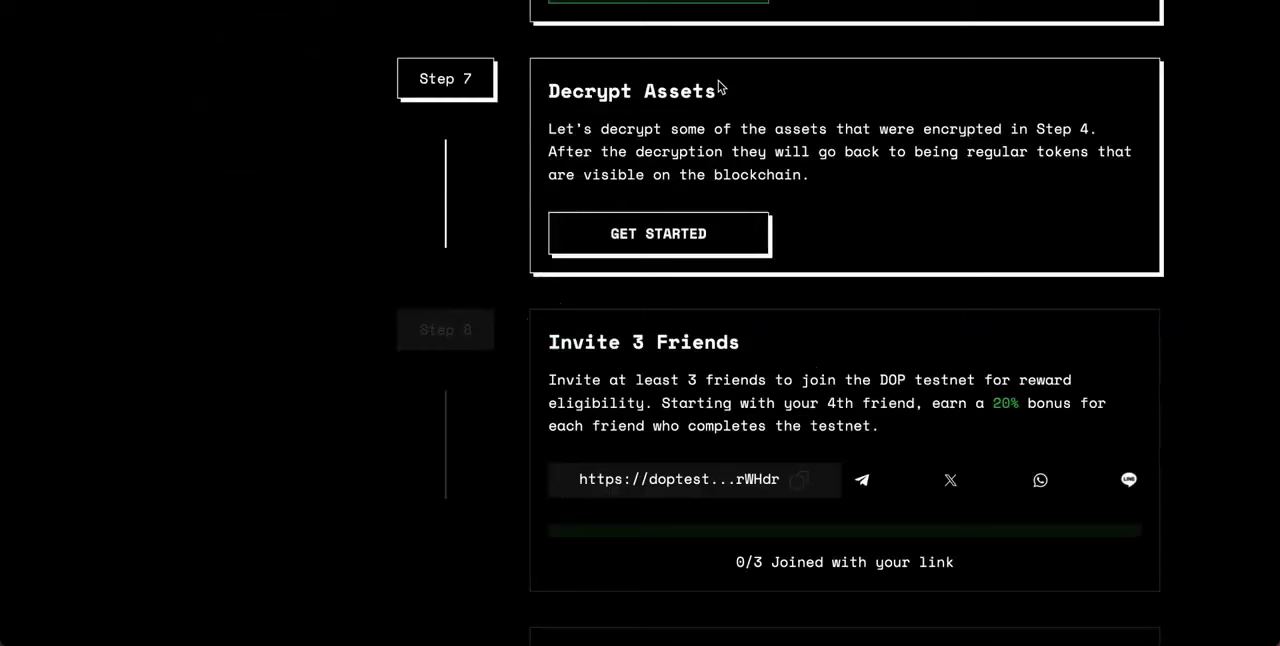 Step 7
Decrypt Assets
Let's decrypt some of the assets that were encrypted in Step 4.
After the decryption they will go back to being regular tokens that
are visible on the blockchain.
GET STARTED
Step 8
Invite 3 Friends
Invite at least 3 friends to join the DOP testnet for reward
eligibility. Starting with your 4th friend, earn a 20% bonus for
each friend who completes the testnet.
https://doptest...rWHdr
LINE
0/3 Joined with your link